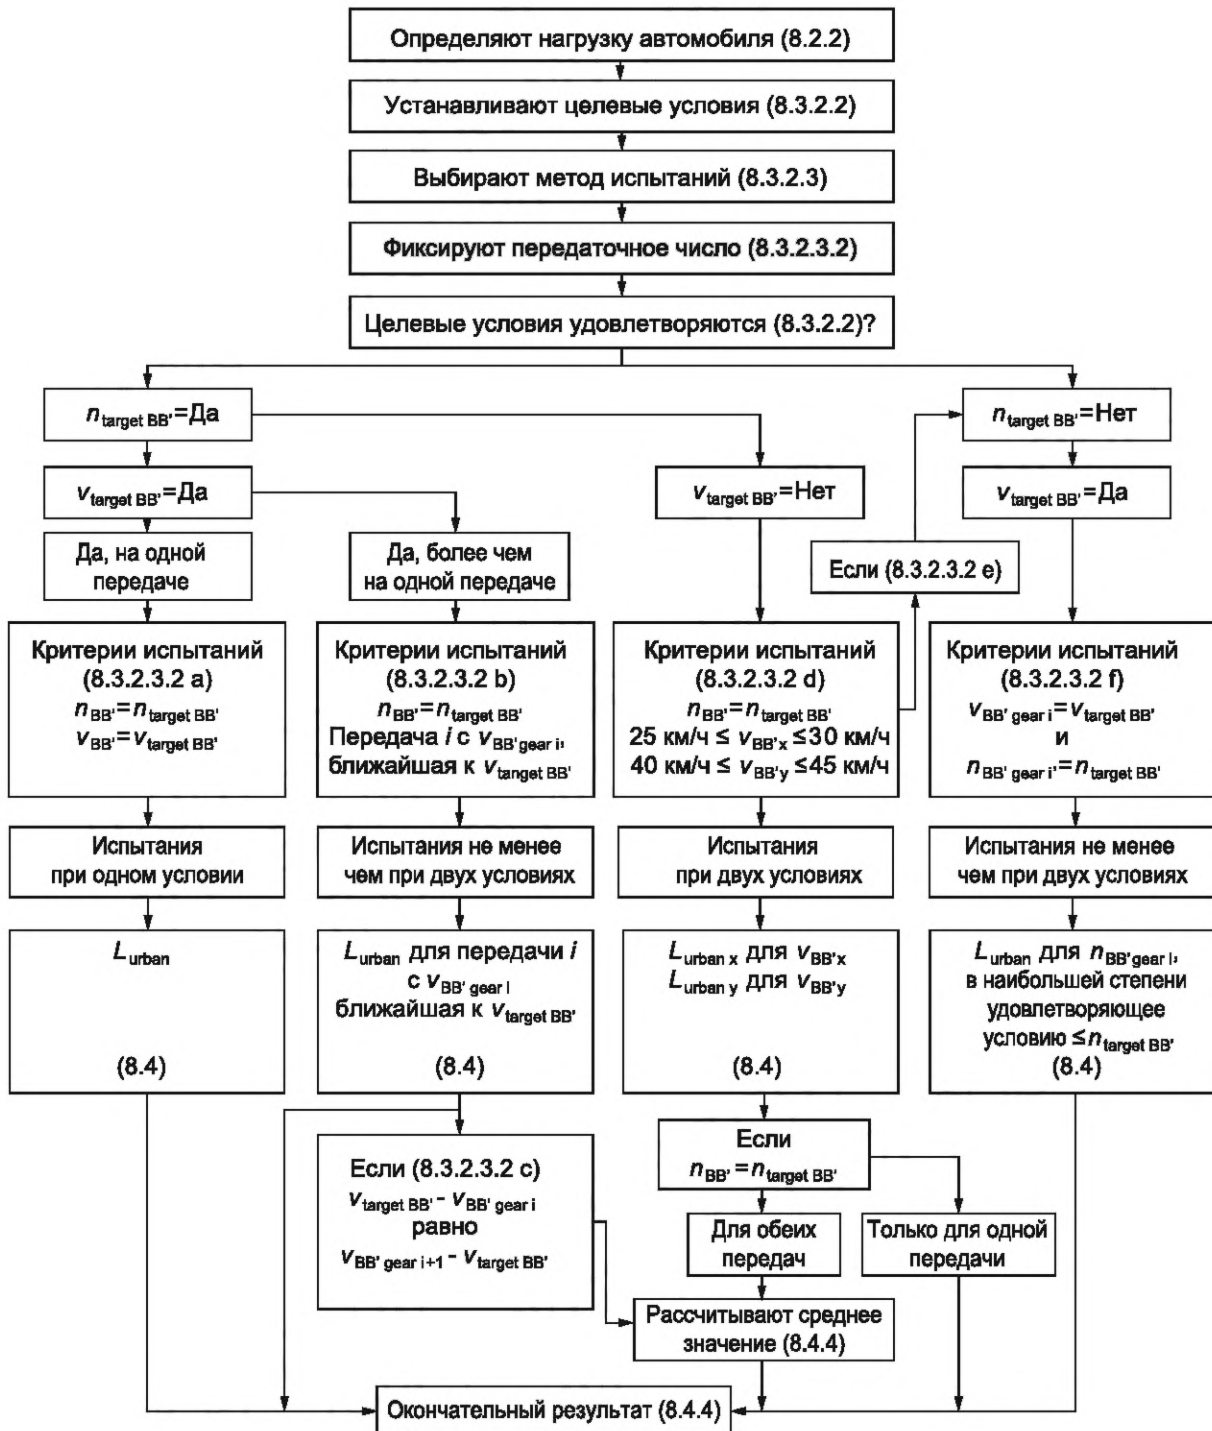 Определяют нагрузку автомобиля (8.2.2)
Устанавливают целевые условия (8.3.2.2)
Выбирают метод испытаний (8.3.2.3)
Фиксируют передаточное число (8.3.2.3.2)
Целевые условия удовлетворяются (8.3.2.2)?
n target BB' =Да
n target BB' =Нет
v target BB' =Да
v target BB' =Нет
v target BB' =Да
Да, на одной
передаче
Да, более чем
на одной передаче
Если (8.3.2.3.2 e)
Критерии испытаний
(8.3.2.3.2 a)
n BB' = n target BB'
v BB' = v target BB'
Критерии испытаний
(8.3.2.3.2 b)
n BB' = n target BB'
Передача i с v BB' gear i,
ближайшая к v tanget BB'
Критерии испытаний
(8.3.2.3.2 d)
n BB' = n target BB'
25 км/ч ≤ v BB'x ≤30 км/ч
40 км/ч ≤ v BB'y ≤45 км/ч
Критерии испытаний
(8.3.2.3.2 f)
v BB' gear i = v target BB'
и
n BB' gear i' = n target BB'
Испытания
при одном условии
Испытания не менее
чем при двух условиях
Испытания
при двух условиях
Испытания не менее
чем при двух условиях
L urban
(8.4)
L urban для передачи i
с v BB' gear i
ближайшая к v target BB'
(8.4)
L urban x для v BB'x
L urban y для v BB'y
(8.4)
L urban для n BB' gear i,
в наибольшей степени
удовлетворяющее
условию ≤ n target BB'
(8.4)
Если (8.3.2.3.2 c)
v target BB' - v BB' gear i
равно
v BB' gear i+1 - v target BB'
Если
n BB' = n target BB'
Для обеих
передач
Только для одной
передачи
Рассчитывают среднее
значение (8.4.4)
Окончательный результат (8.4.4)